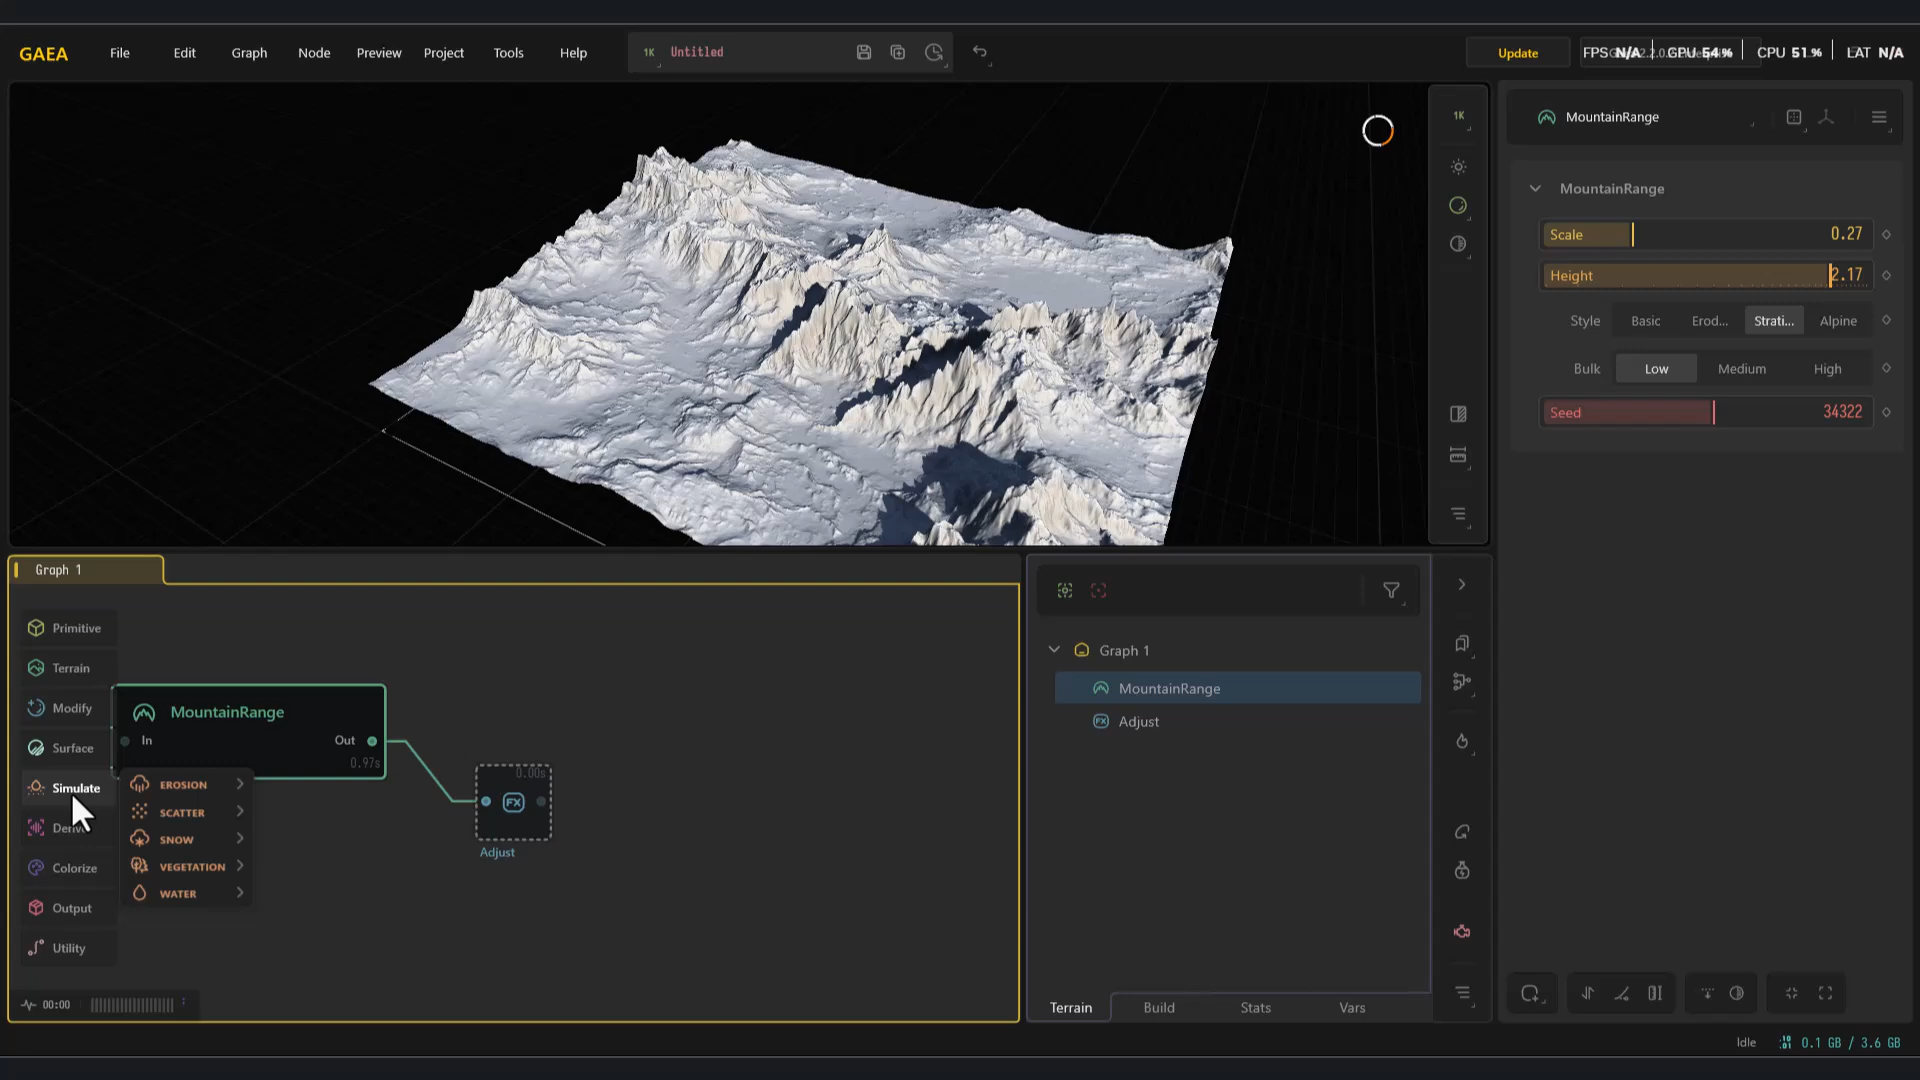 GAEA
File
Edit
Graph
Node
Preview
Project
Tools
Help
1K
Untitled
Update
FPS N/A
GPU 54 %
CPU 51 %
LAT N/A
1K
MountainRange
MountainRange
Scale 0.27
Height 2.17
Style Basic Erod... Strati... Alpine
Bulk Low Medium High
Seed 34322
Graph 1
Primitive
Terrain
Modify
Surface
Simulate
Colorize
Output
Utility
MountainRange
In
Out
0.97s
EROSION
SCATTER
SNOW
VEGETATION
WATER
0.00s
FX
Adjust
00:00
Graph 1
MountainRange
FX Adjust
Terrain
Build
Stats
Vars
Idle
0.1 GB / 3.6 GB